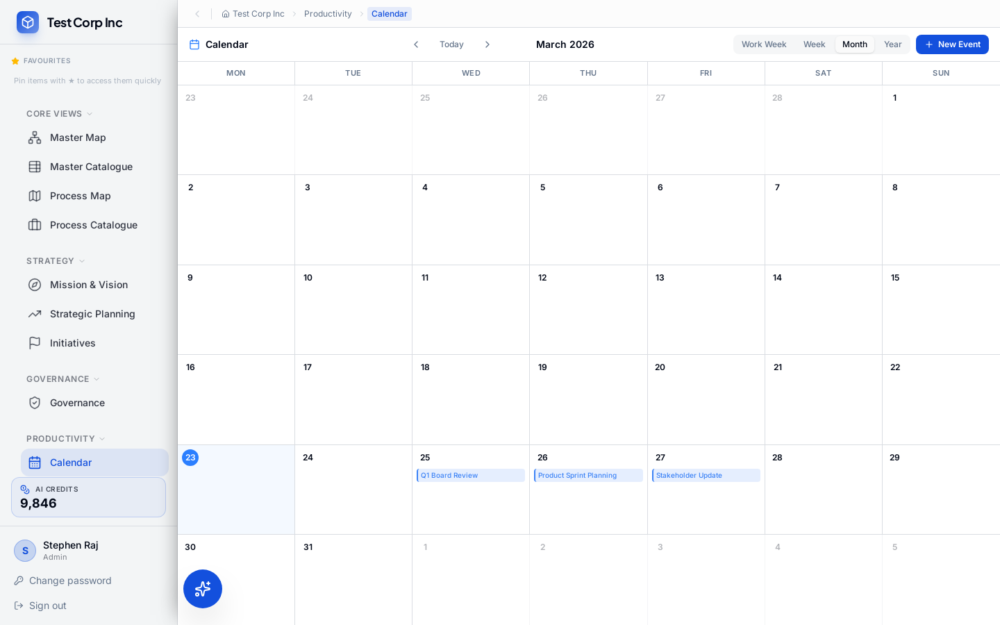 Test Corp Inc
FAVOURITES
Pin items with ★ to access them quickly
CORE VIEWS
Master Map
Master Catalogue
Process Map
Process Catalogue
STRATEGY
Mission & Vision
Strategic Planning
Initiatives
GOVERNANCE
Governance
PRODUCTIVITY
Calendar
AI CREDITS
9,846
S
Stephen Raj
Admin
Change password
Sign out
Test Corp Inc > Productivity > Calendar
Calendar
Today
March 2026
Work Week Week Month Year
+ New Event
MON TUE WED THU FRI SAT SUN
23 24 25 26 27 28 1
2 3 4 5 6 7 8
9 10 11 12 13 14 15
16 17 18 19 20 21 22
23 24 25 26 27 28 29
Q1 Board Review Product Sprint Planning Stakeholder Update
30 31 1 2 3 4 5